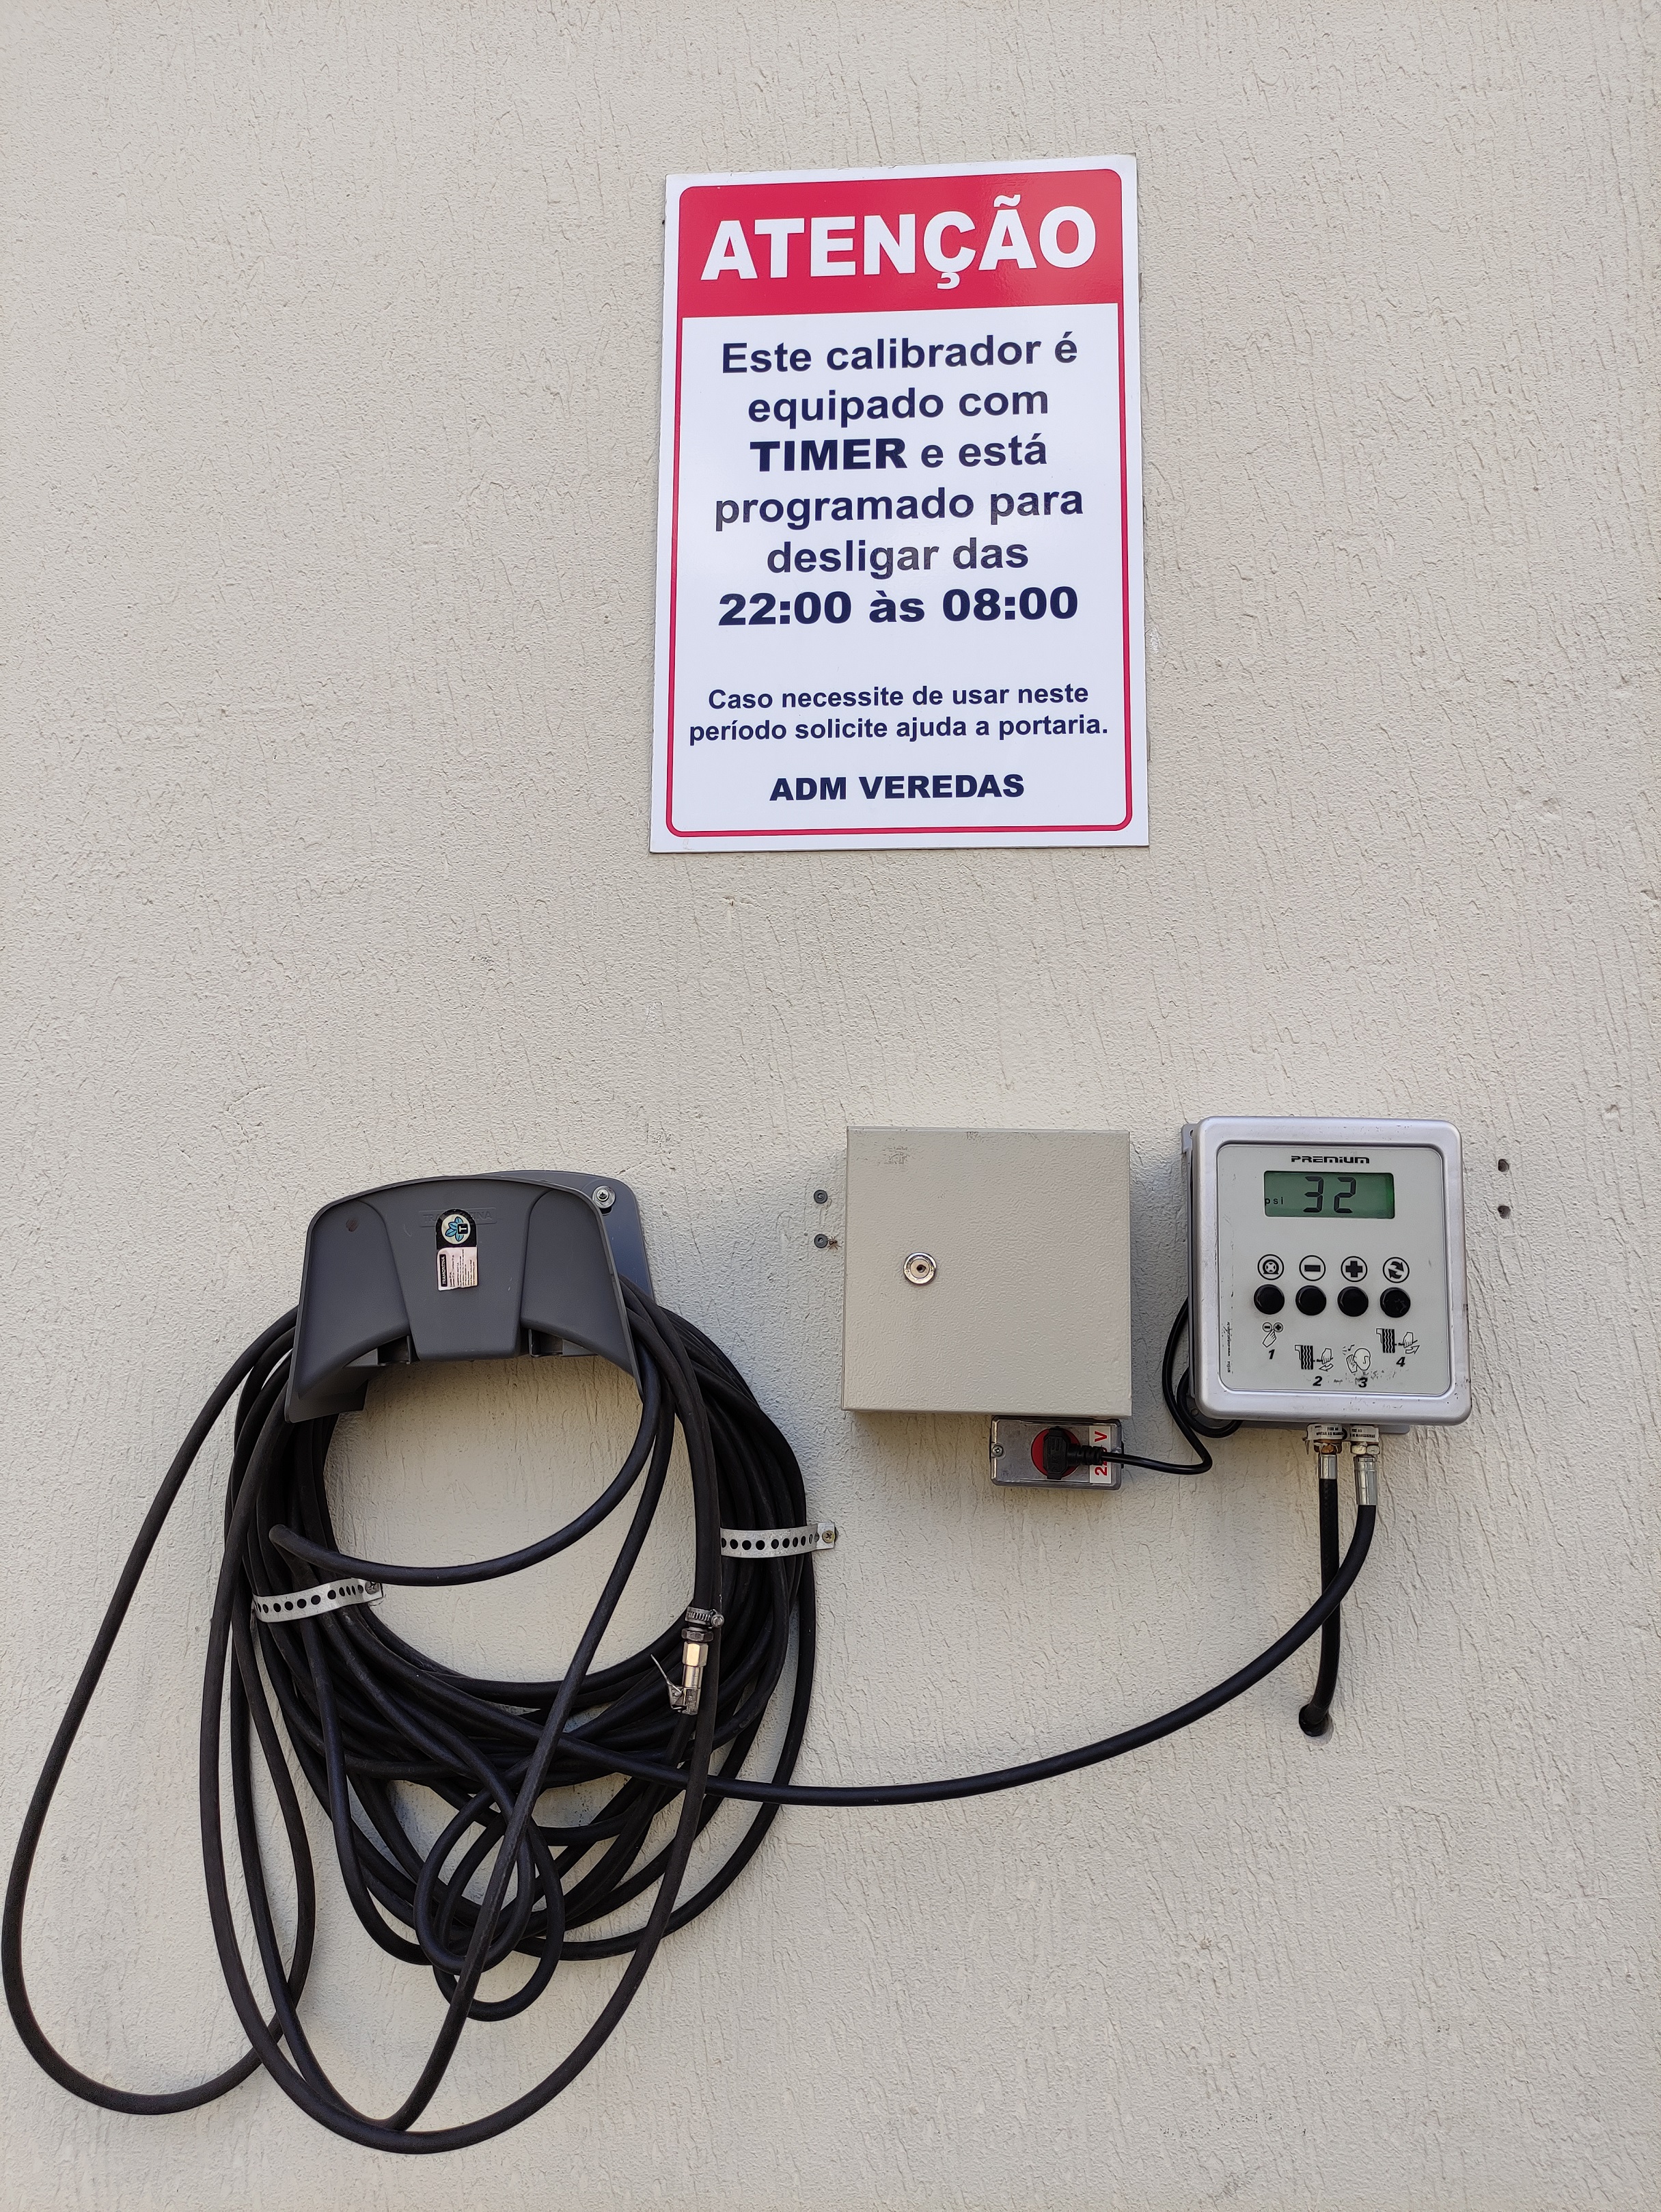 ATENÇÃO
Este calibrador é
equipado com
TIMER e está
programado para
desligar das
22:00 às 08:00
Caso necessite de usar neste
período solicite ajuda a portaria.
ADM VEREDAS
PREMIUM
psi 32
1
2
3
4
V